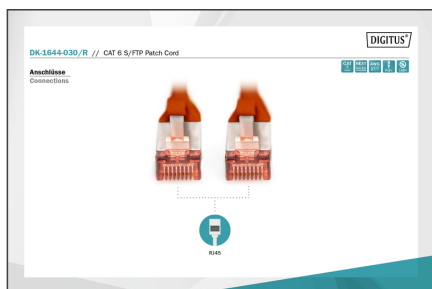 DIGITUS®
DK-1644-030/R // CAT 6 S/FTP Patch Cord
Anschlüsse
Connections
RJ45